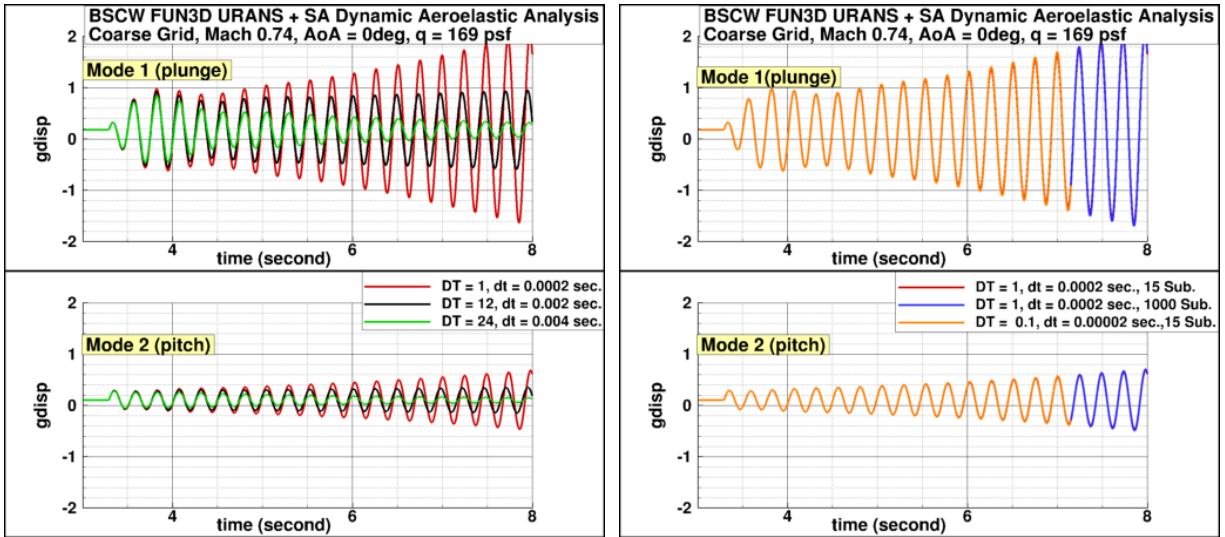 BSCW FUN3D URANS + SA Dynamic Aeroelastic Analysis
Coarse Grid, Mach 0.74, AoA = 0deg, q = 169 psf
Mode 1 (plunge)
2
1
0
-1
-2
gdisp
4
6
8
time (second)
DT = 1, dt = 0.0002 sec.
DT = 12, dt = 0.002 sec.
DT = 24, dt = 0.004 sec.
Mode 2 (pitch)
2
1
0
-1
-2
gdisp
4
6
8
time (second)
BSCW FUN3D URANS + SA Dynamic Aeroelastic Analysis
Coarse Grid, Mach 0.74, AoA = 0deg, q = 169 psf
Mode 1(plunge)
2
1
0
-1
-2
gdisp
4
6
8
time (second)
DT = 1, dt = 0.0002 sec., 15 Sub.
DT = 1, dt = 0.0002 sec., 1000 Sub.
DT = 0.1, dt = 0.00002 sec.,15 Sub.
Mode 2 (pitch)
2
1
0
-1
-2
gdisp
4
6
8
time (second)